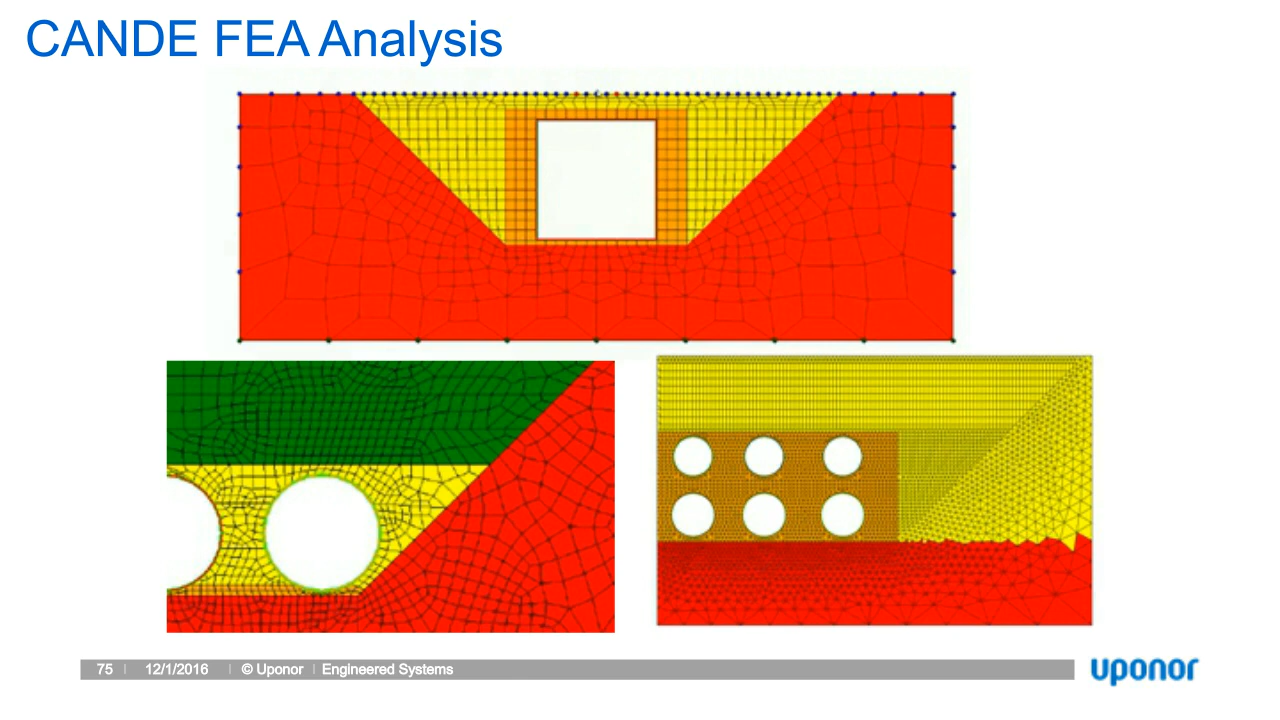 CANDE FEA Analysis
75 | 12/1/2016 | © Uponor | Engineered Systems
uponor